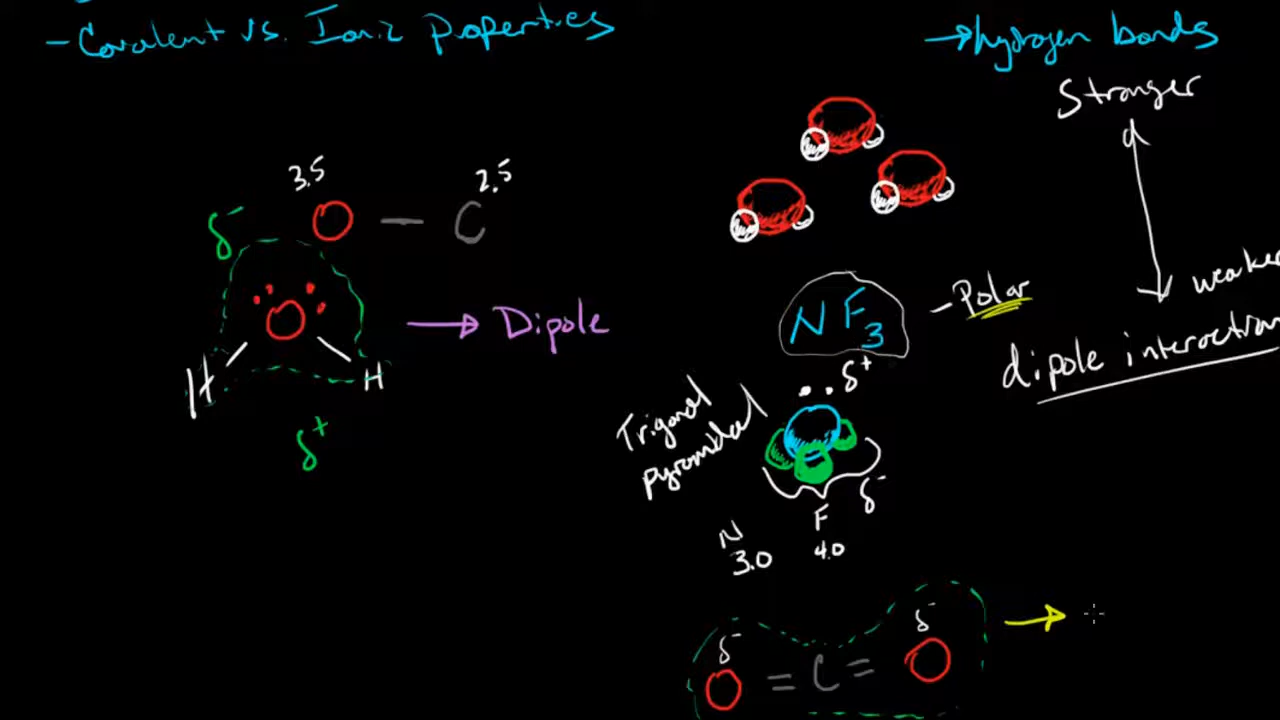 - Covalent vs. Ionic Properties
→ hydrogen bonds
Stronger
weaker
dipole interaction
3.5
2.5
δ-
O — C
O
H
H
δ+
→ Dipole
NF3
- Polar
Trigonal
pyramidal
δ+
δ-
N
3.0
F
4.0
δ-
δ-
O = C = O